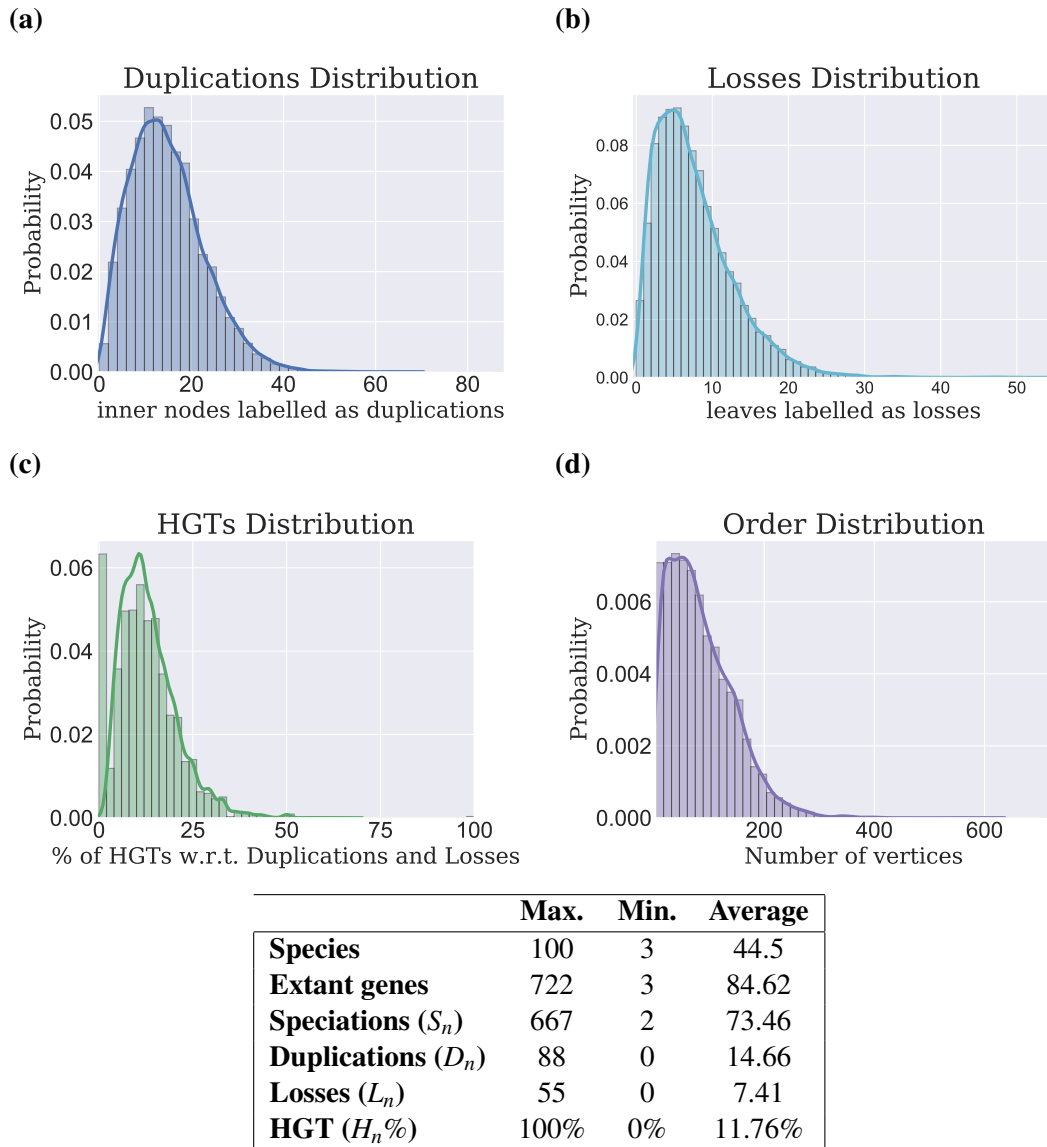 (a)
Duplications Distribution
Probability
0.05
0.04
0.03
0.02
0.01
0.00
0 20 40 60 80
inner nodes labelled as duplications
(b)
Losses Distribution
Probability
0.08
0.06
0.04
0.02
0.00
0 10 20 30 40 50
leaves labelled as losses
(c)
HGTs Distribution
Probability
0.06
0.04
0.02
0.00
0 25 50 75 100
% of HGTs w.r.t. Duplications and Losses
(d)
Order Distribution
Probability
0.006
0.004
0.002
0.000
200 400 600
Number of vertices
Max. Min. Average
Species 100 3 44.5
Extant genes 722 3 84.62
Speciations (Sn) 667 2 73.46
Duplications (Dn) 88 0 14.66
Losses (Ln) 55 0 7.41
HGT (Hn%) 100% 0% 11.76%